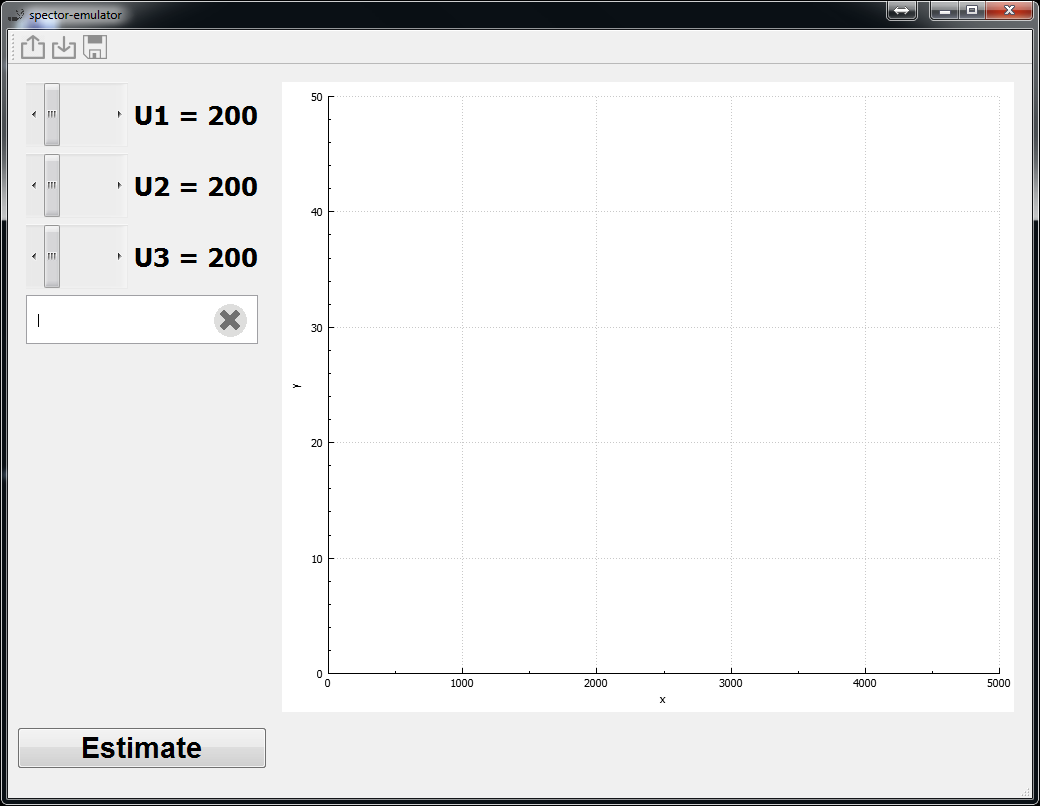 spector-emulator
U1 = 200
U2 = 200
U3 = 200
Estimate
50
40
30
20
10
0
y
0 1000 2000 3000 4000 5000
x